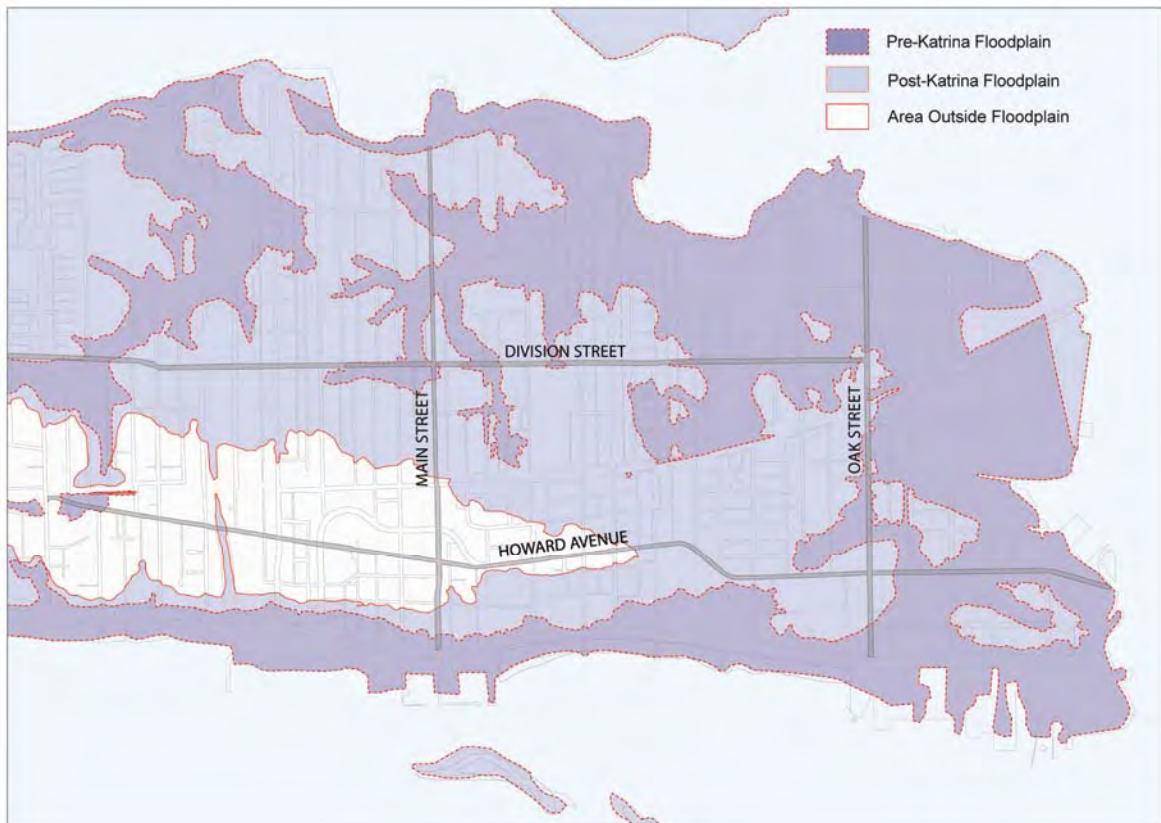 Pre-Katrina Floodplain
Post-Katrina Floodplain
Area Outside Floodplain
DIVISION STREET
MAIN STREET
OAK STREET
HOWARD AVENUE